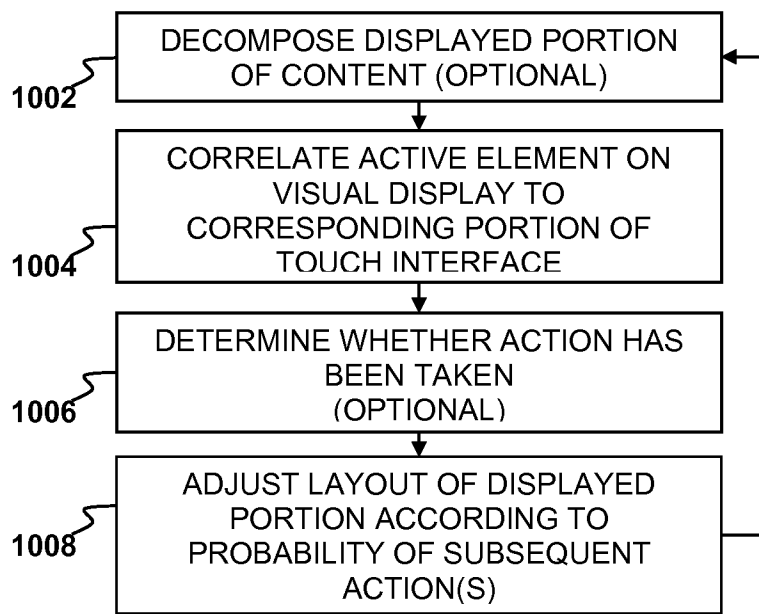 DECOMPOSE DISPLAYED PORTION
OF CONTENT (OPTIONAL)
1002
CORRELATE ACTIVE ELEMENT ON
VISUAL DISPLAY TO
CORRESPONDING PORTION OF
TOUCH INTERFACE
1004
DETERMINE WHETHER ACTION HAS
BEEN TAKEN
(OPTIONAL)
1006
ADJUST LAYOUT OF DISPLAYED
PORTION ACCORDING TO
PROBABILITY OF SUBSEQUENT
ACTION(S)
1008